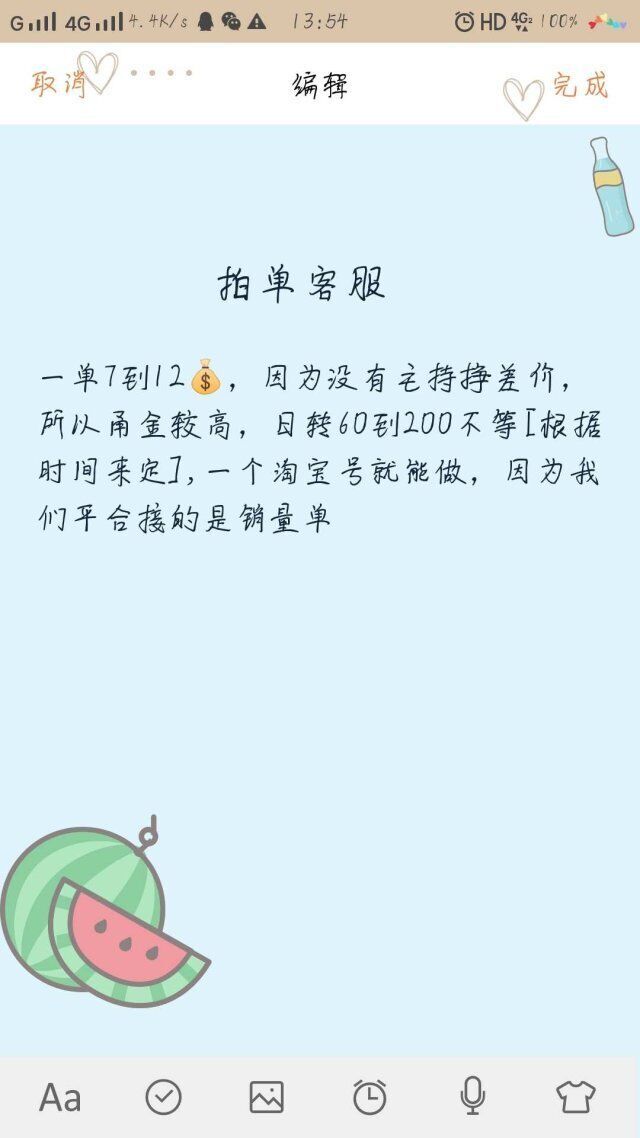 G 4G 4.4K/s 13:54 HD 4G2 100%
取消 编辑 完成
拍单客服
一单7到12💰，因为没有主持挣差价，
所以甬金较高，日转60到200不等[根据
时间来定],一个淘宝号就能做，因为我
们平台接的是销量单
Aa